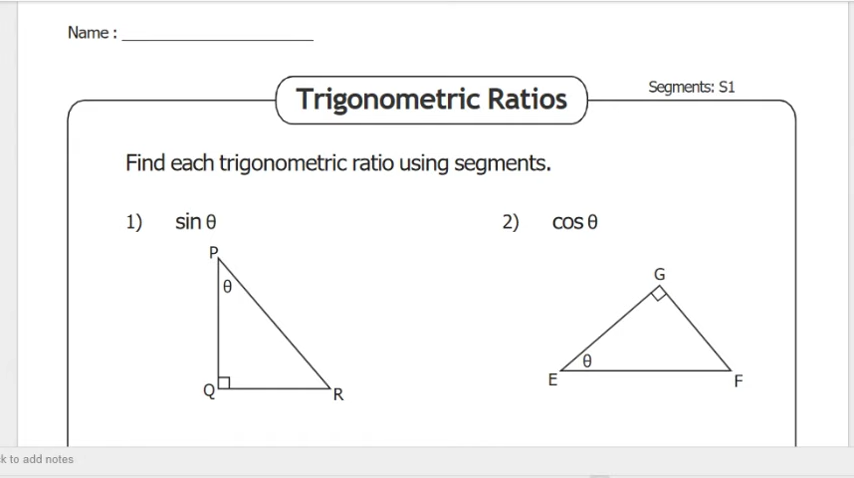 Name :
Segments: S1
Trigonometric Ratios
Find each trigonometric ratio using segments.
1) sin θ
2) cos θ
P
θ
Q
R
G
θ
E
F
k to add notes